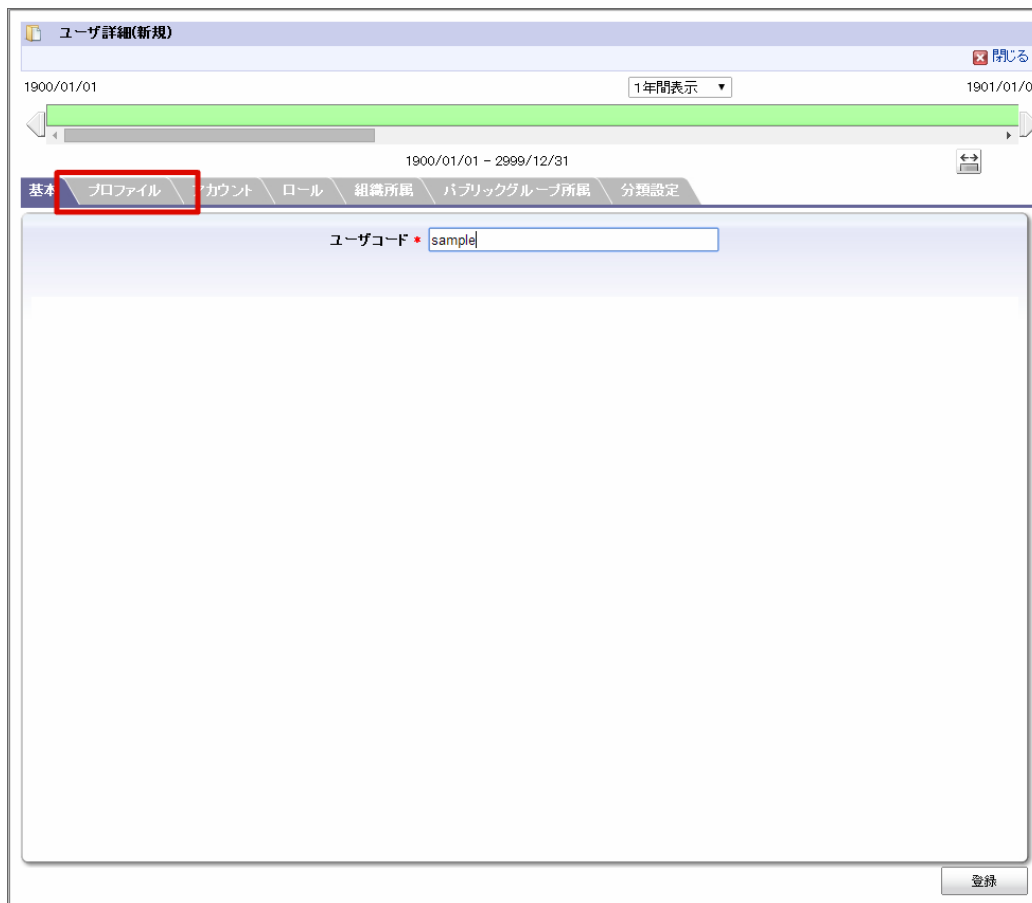 ユーザ詳細(新規)
閉じる
1900/01/01 1年間表示 1901/01/0
1900/01/01 - 2999/12/31
基本 プロファイル アカウント ロール 組織所属 パブリックグループ所属 分類設定
ユーザコード * sample
登録